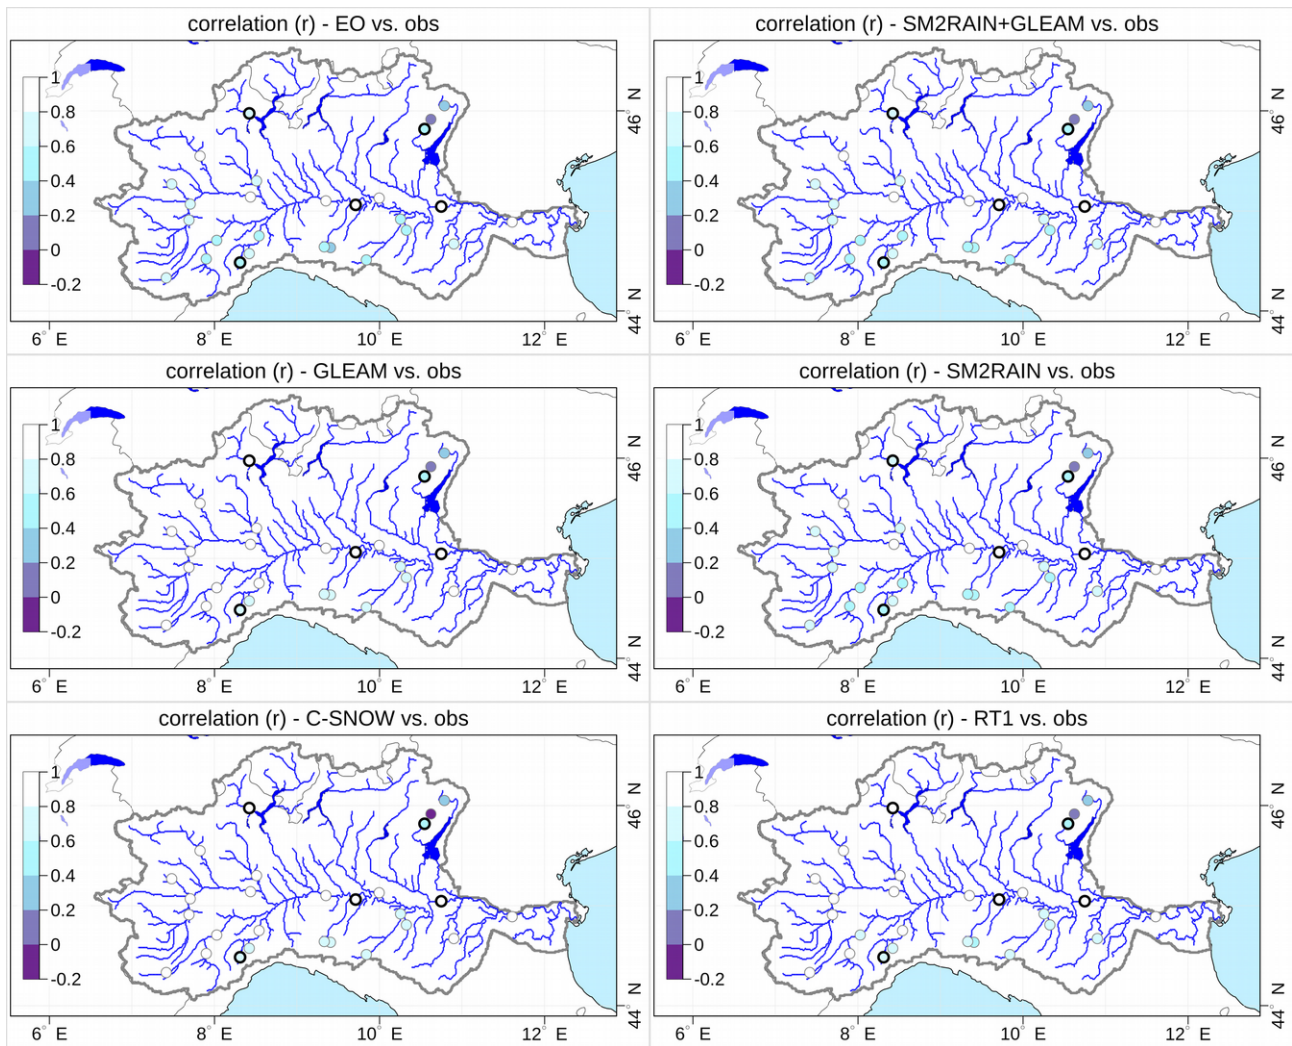 correlation (r) - EO vs. obs
1
0.8
0.6
0.4
0.2
0
-0.2
46° N
44° N
6° E
8° E
10° E
12° E
correlation (r) - SM2RAIN+GLEAM vs. obs
1
0.8
0.6
0.4
0.2
0
-0.2
46° N
44° N
6° E
8° E
10° E
12° E
correlation (r) - GLEAM vs. obs
1
0.8
0.6
0.4
0.2
0
-0.2
46° N
44° N
6° E
8° E
10° E
12° E
correlation (r) - SM2RAIN vs. obs
1
0.8
0.6
0.4
0.2
0
-0.2
46° N
44° N
6° E
8° E
10° E
12° E
correlation (r) - C-SNOW vs. obs
1
0.8
0.6
0.4
0.2
0
-0.2
46° N
44° N
6° E
8° E
10° E
12° E
correlation (r) - RT1 vs. obs
1
0.8
0.6
0.4
0.2
0
-0.2
46° N
44° N
6° E
8° E
10° E
12° E